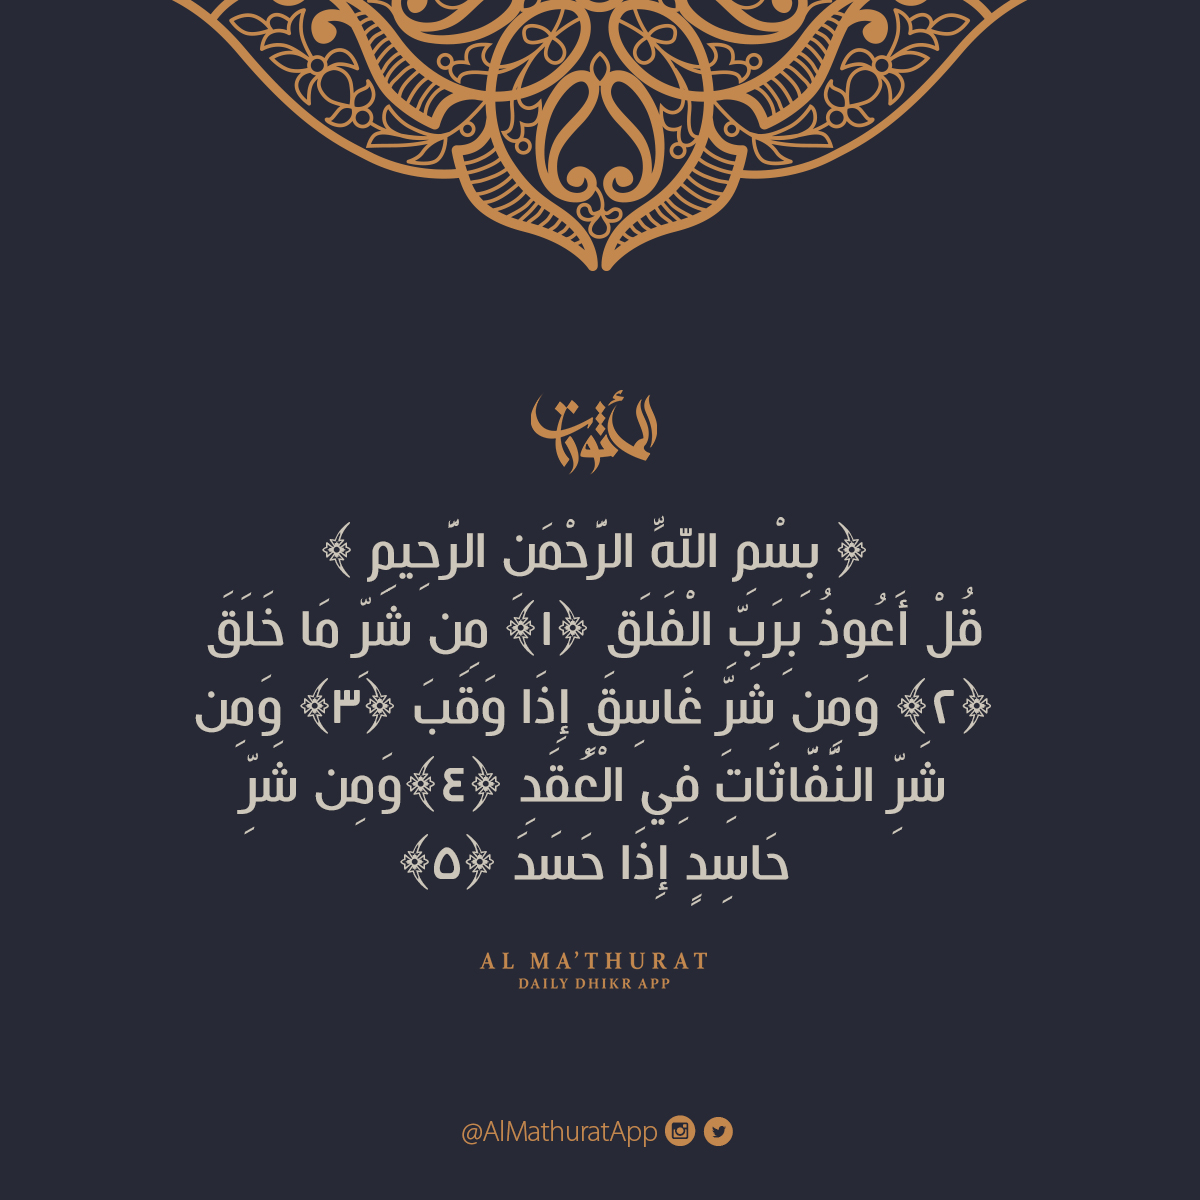 المأثورات
﴿ بِسْمِ اللَّهِ الرَّحْمَنِ الرَّحِيمِ ﴾
قُلْ أَعُوذُ بِرَبِّ الْفَلَقِ ﴿١﴾ مِن شَرِّ مَا خَلَقَ
﴿٢﴾ وَمِن شَرِّ غَاسِقٍ إِذَا وَقَبَ ﴿٣﴾ وَمِن
شَرِّ النَّفَّاثَاتِ فِي الْعُقَدِ ﴿٤﴾وَمِن شَرِّ
حَاسِدٍ إِذَا حَسَدَ ﴿٥﴾
AL MA’THURAT
DAILY DHIKR APP
@AlMathuratApp